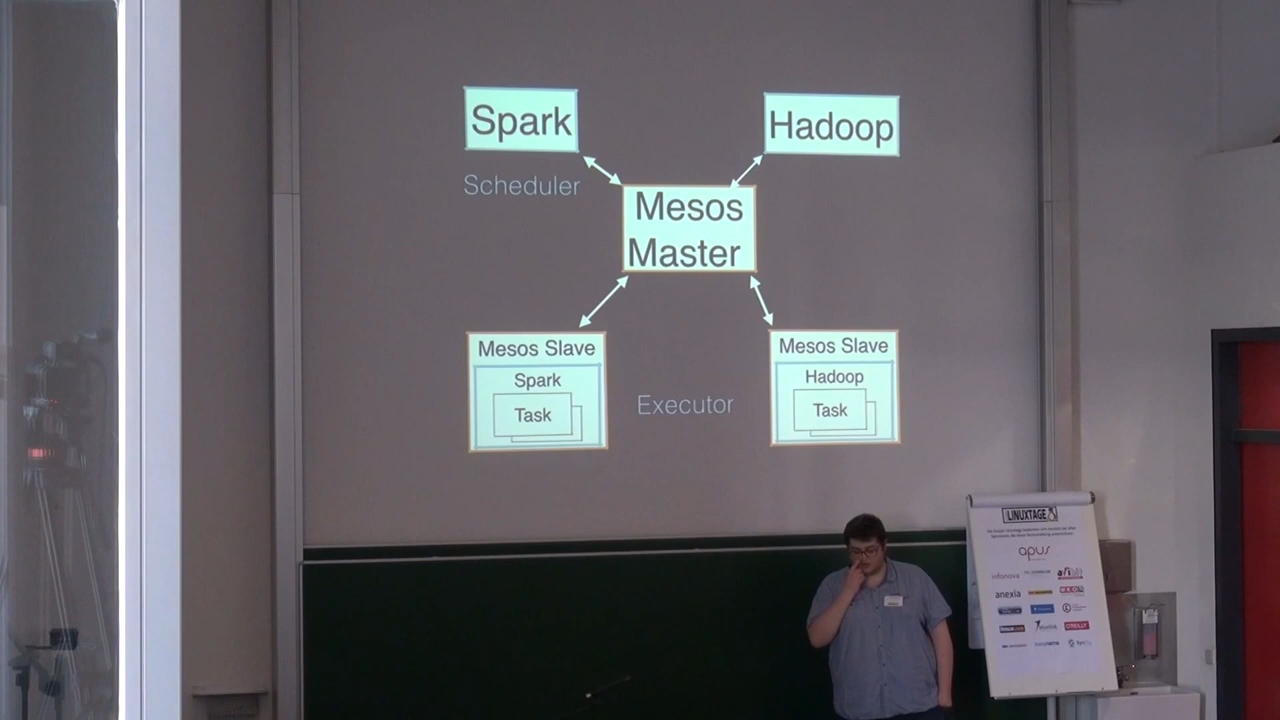 Spark
Hadoop
Scheduler
Mesos
Master
Mesos Slave
Spark
Task
Executor
Mesos Slave
Hadoop
Task
LINUXTAGE
apus
infonova
anexia
O'REILLY